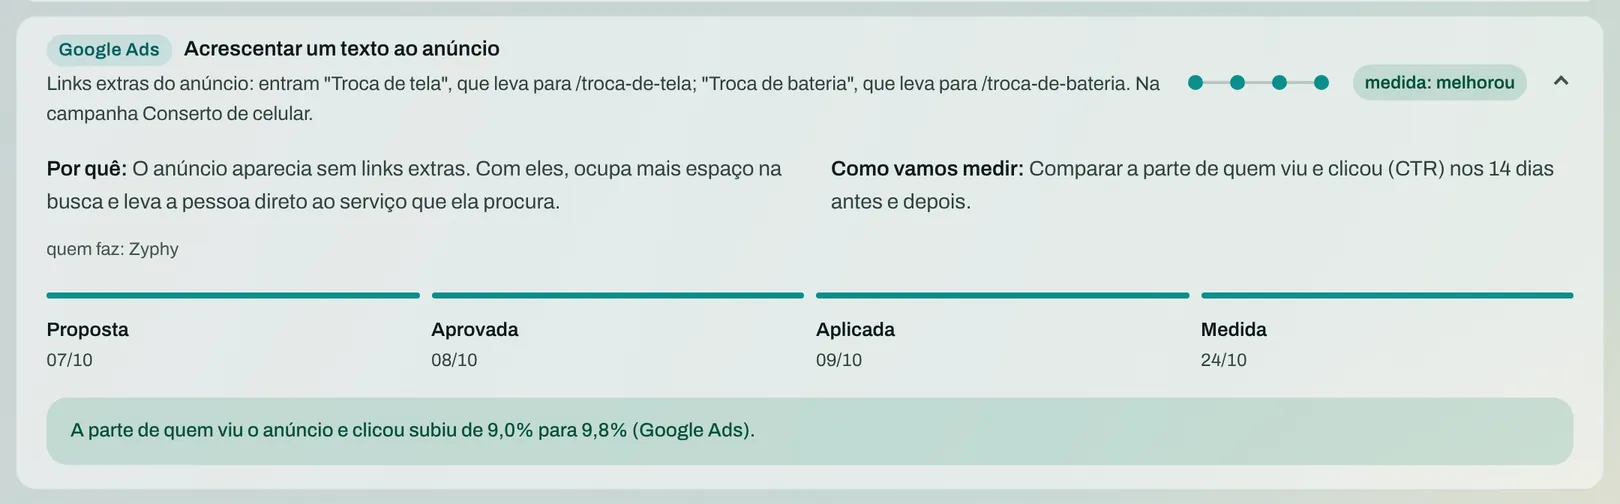 Google Ads Acrescentar um texto ao anúncio
Links extras do anúncio: entram "Troca de tela", que leva para /troca-de-tela; "Troca de bateria", que leva para /troca-de-bateria. Na
campanha Conserto de celular.
medida: melhorou
Por quê: O anúncio aparecia sem links extras. Com eles, ocupa mais espaço na
busca e leva a pessoa direto ao serviço que ela procura.
Como vamos medir: Comparar a parte de quem viu e clicou (CTR) nos 14 dias
antes e depois.
quem faz: Zyphy
Proposta
07/10
Aprovada
08/10
Aplicada
09/10
Medida
24/10
A parte de quem viu o anúncio e clicou subiu de 9,0% para 9,8% (Google Ads).